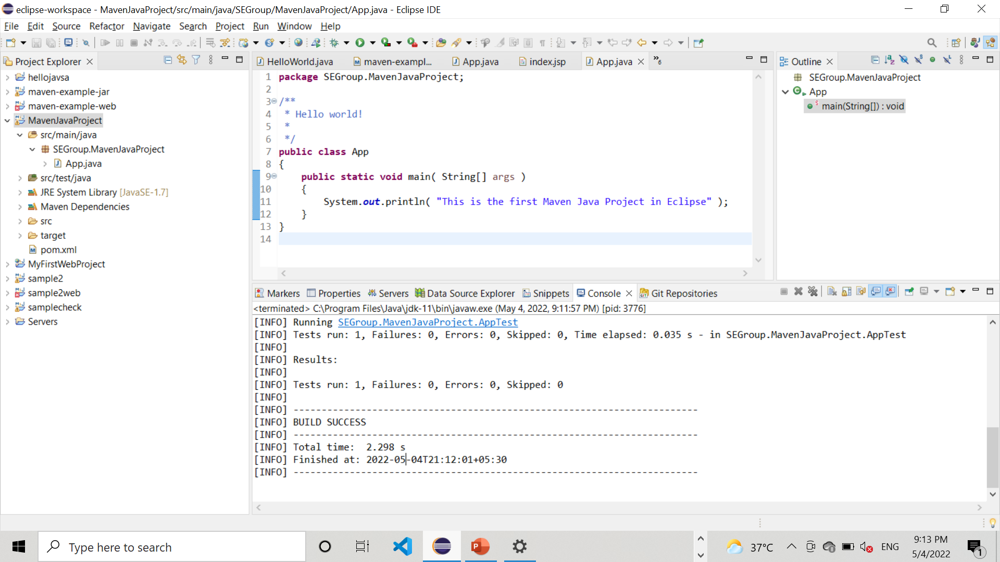 eclipse-workspace - MavenJavaProject/src/main/java/SEGroup/MavenJavaProject/App.java - Eclipse IDE
File Edit Source Refactor Navigate Search Project Run Window Help
Project Explorer
hellojavsa
maven-example-jar
maven-example-web
MavenJavaProject
src/main/java
SEGroup.MavenJavaProject
App.java
src/test/java
JRE System Library [JavaSE-1.7]
Maven Dependencies
src
target
pom.xml
MyFirstWebProject
sample2
sample2web
samplecheck
Servers
HelloWorld.java maven-exampl... App.java index.jsp App.java »6
1 package SEGroup.MavenJavaProject;
2
3 /**
4 * Hello world!
5 *
6 */
7 public class App
8 {
9 public static void main( String[] args )
10 {
11 System.out.println( "This is the first Maven Java Project in Eclipse" );
12 }
13 }
14
Outline
SEGroup.MavenJavaProject
App
main(String[]) : void
Markers Properties Servers Data Source Explorer Snippets Console Git Repositories
<terminated> C:\Program Files\Java\jdk-11\bin\javaw.exe (May 4, 2022, 9:11:57 PM) [pid: 3776]
[INFO] Running SEGroup.MavenJavaProject.AppTest
[INFO] Tests run: 1, Failures: 0, Errors: 0, Skipped: 0, Time elapsed: 0.035 s - in SEGroup.MavenJavaProject.AppTest
[INFO]
[INFO] Results:
[INFO]
[INFO] Tests run: 1, Failures: 0, Errors: 0, Skipped: 0
[INFO]
[INFO] ------------------------------------------------------------------------
[INFO] BUILD SUCCESS
[INFO] ------------------------------------------------------------------------
[INFO] Total time:  2.298 s
[INFO] Finished at: 2022-05-04T21:12:01+05:30
[INFO] ------------------------------------------------------------------------
Type here to search
37°C
ENG
9:13 PM
5/4/2022
1